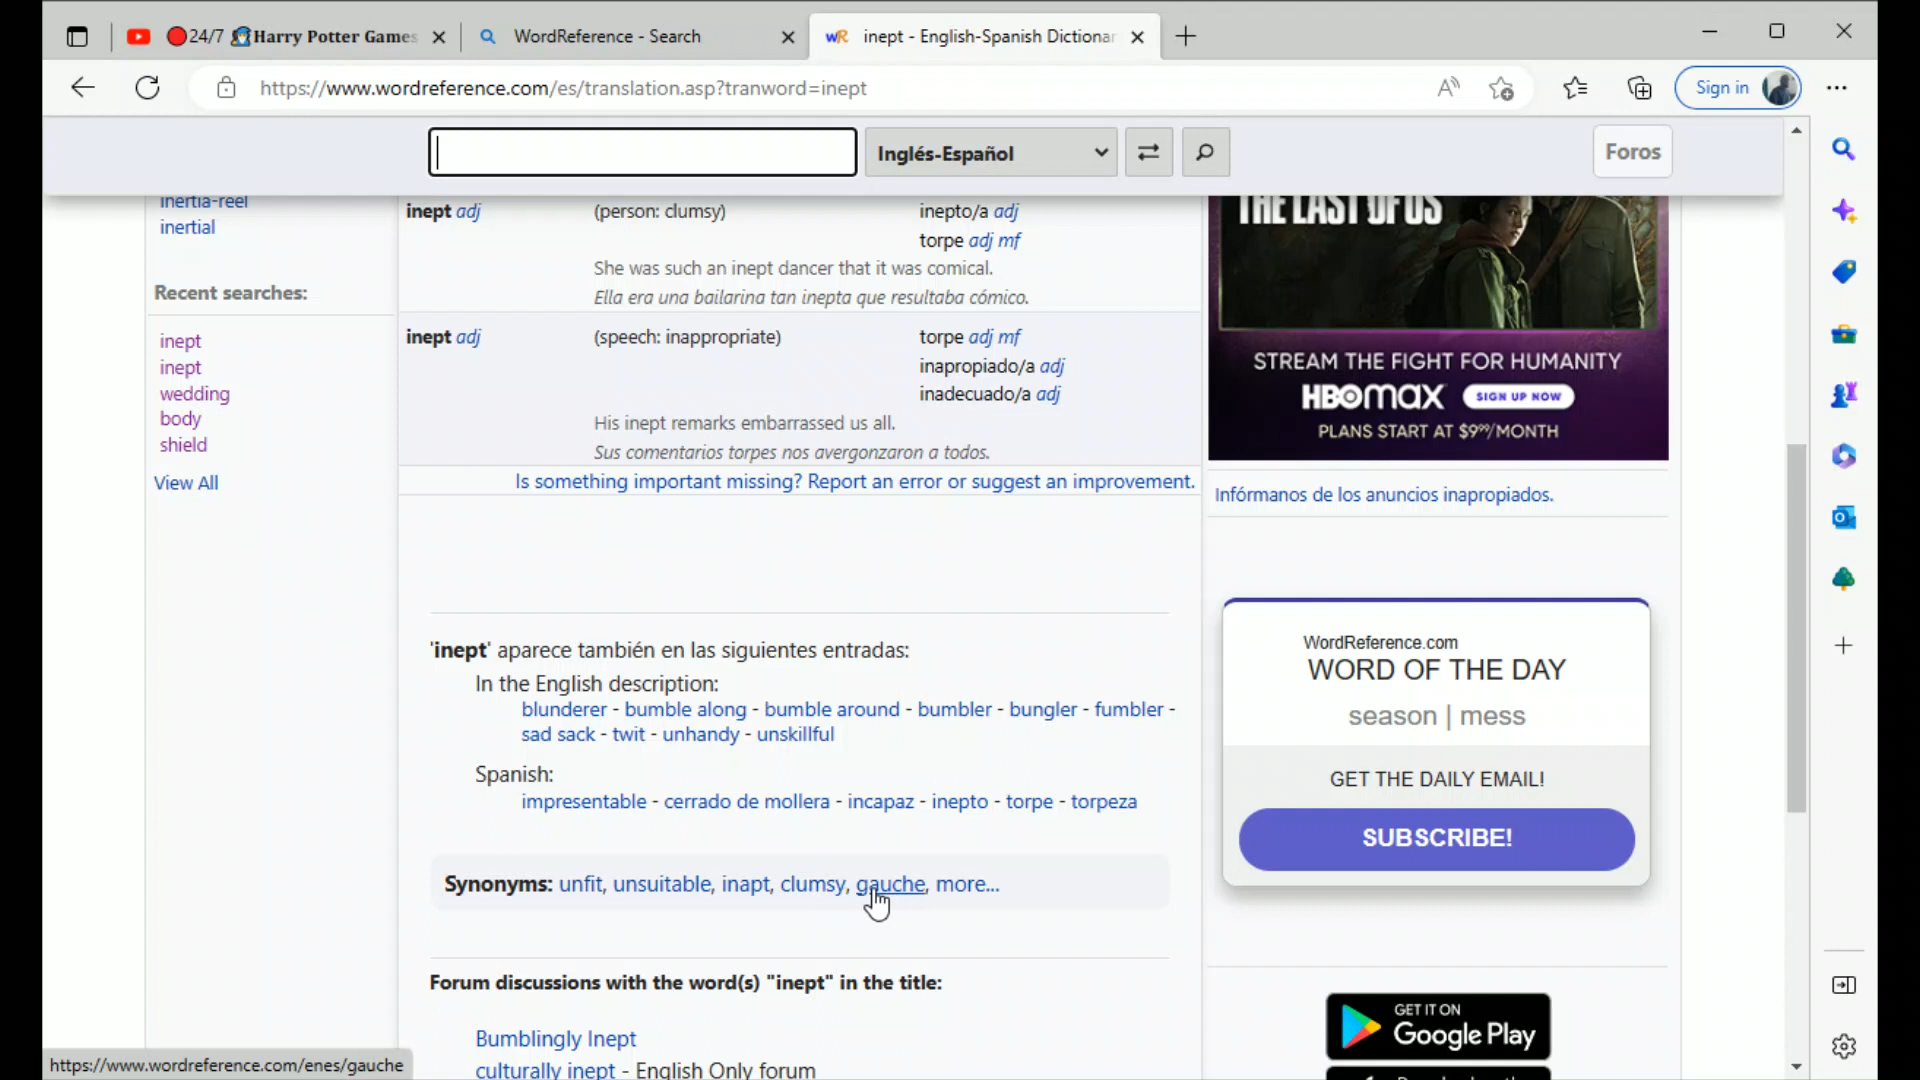 24/7 Harry Potter Games
WordReference - Search
wR inept - English-Spanish Dictionar
https://www.wordreference.com/es/translation.asp?tranword=inept
Sign in
Inglés-Español
Foros
inertia-reel
inertial
Recent searches:
inept
inept
wedding
body
shield
View All
inept adj (person: clumsy) inepto/a adj
torpe adj mf
She was such an inept dancer that it was comical.
Ella era una bailarina tan inepta que resultaba cómico.
inept adj (speech: inappropriate) torpe adj mf
inapropiado/a adj
inadecuado/a adj
His inept remarks embarrassed us all.
Sus comentarios torpes nos avergonzaron a todos.
Is something important missing? Report an error or suggest an improvement.
'inept' aparece también en las siguientes entradas:
In the English description:
blunderer - bumble along - bumble around - bumbler - bungler - fumbler -
sad sack - twit - unhandy - unskillful
Spanish:
impresentable - cerrado de mollera - incapaz - inepto - torpe - torpeza
Synonyms: unfit, unsuitable, inapt, clumsy, gauche, more...
Forum discussions with the word(s) "inept" in the title:
Bumblingly Inept
culturally inept - English Only forum
THE LAST OF US
STREAM THE FIGHT FOR HUMANITY
HBOmax SIGN UP NOW
PLANS START AT $9.99/MONTH
Infórmanos de los anuncios inapropiados.
WordReference.com
WORD OF THE DAY
season | mess
GET THE DAILY EMAIL!
SUBSCRIBE!
GET IT ON
Google Play
https://www.wordreference.com/enes/gauche